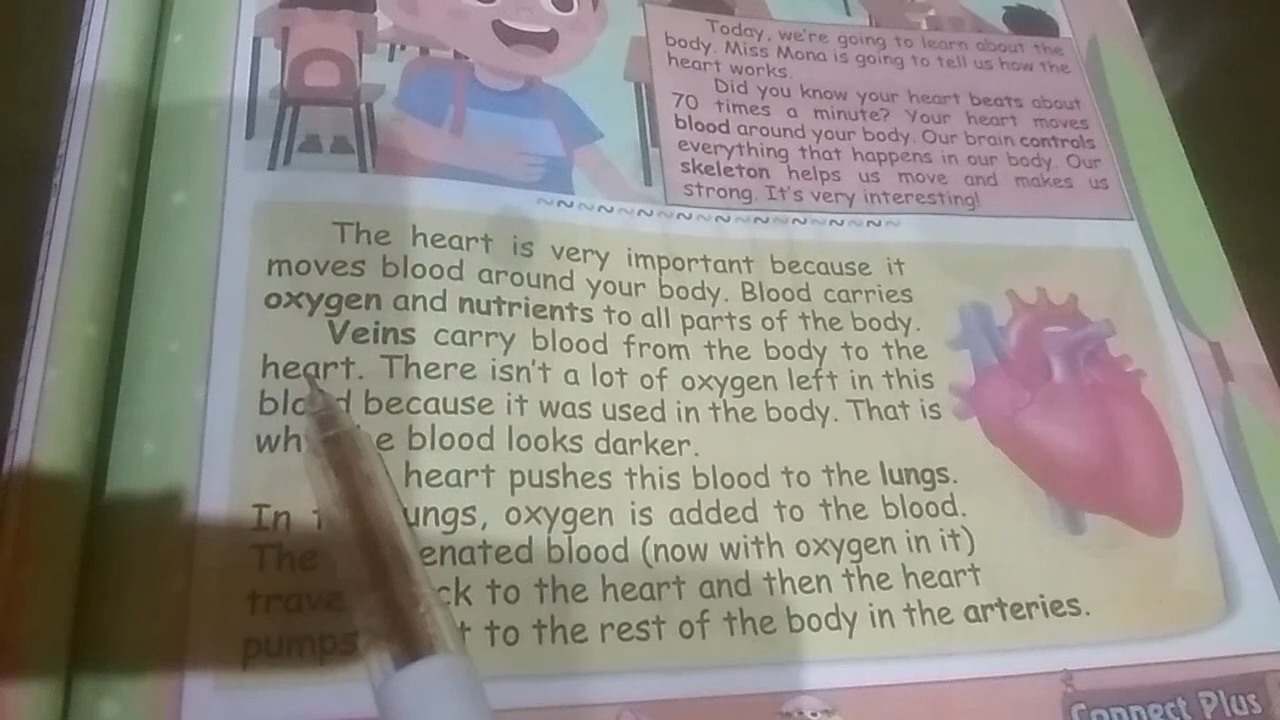 Today, we're going to learn about the
body. Miss Mona is going to tell us how the
heart works.
Did you know your heart beats about
70 times a minute? Your heart moves
blood around your body. Our brain controls
everything that happens in our body. Our
skeleton helps us move and makes us
strong. It's very interesting!
The heart is very important because it
moves blood around your body. Blood carries
oxygen and nutrients to all parts of the body.
Veins carry blood from the body to the
heart. There isn't a lot of oxygen left in this
blood because it was used in the body. That is
blood looks darker.
heart pushes this blood to the lungs.
In lungs, oxygen is added to the blood.
The blood (now with oxygen in it)
to the heart and then the heart
pumps to the rest of the body in the arteries.
Connect Plus